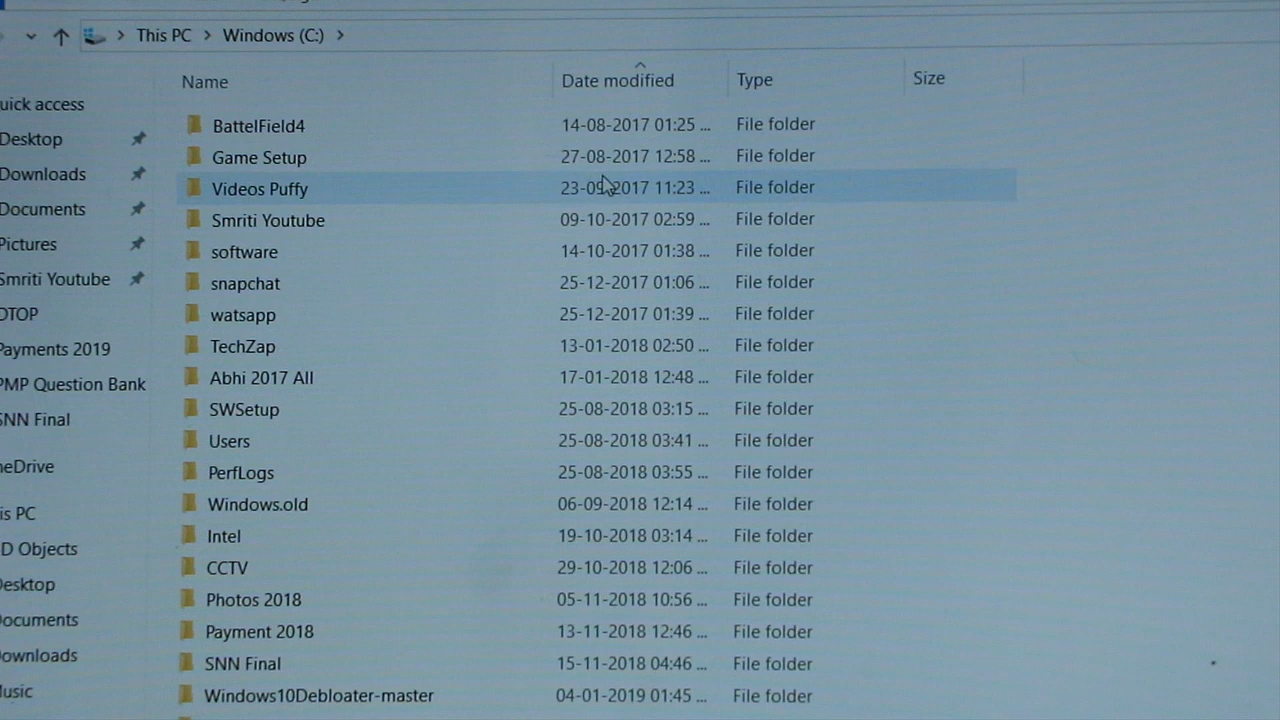 This PC > Windows (C:) >
Name Date modified Type Size
uick access
Desktop
Downloads
Documents
Pictures
Smriti Youtube
OTOP
Payments 2019
PMP Question Bank
SNN Final
neDrive
is PC
D Objects
Desktop
Documents
ownloads
usic
BattelField4 14-08-2017 01:25 ... File folder
Game Setup 27-08-2017 12:58 ... File folder
Videos Puffy 23-09-2017 11:23 ... File folder
Smriti Youtube 09-10-2017 02:59 ... File folder
software 14-10-2017 01:38 ... File folder
snapchat 25-12-2017 01:06 ... File folder
watsapp 25-12-2017 01:39 ... File folder
TechZap 13-01-2018 02:50 ... File folder
Abhi 2017 All 17-01-2018 12:48 ... File folder
SWSetup 25-08-2018 03:15 ... File folder
Users 25-08-2018 03:41 ... File folder
PerfLogs 25-08-2018 03:55 ... File folder
Windows.old 06-09-2018 12:14 ... File folder
Intel 19-10-2018 03:14 ... File folder
CCTV 29-10-2018 12:06 ... File folder
Photos 2018 05-11-2018 10:56 ... File folder
Payment 2018 13-11-2018 12:46 ... File folder
SNN Final 15-11-2018 04:46 ... File folder
Windows10Debloater-master 04-01-2019 01:45 ... File folder